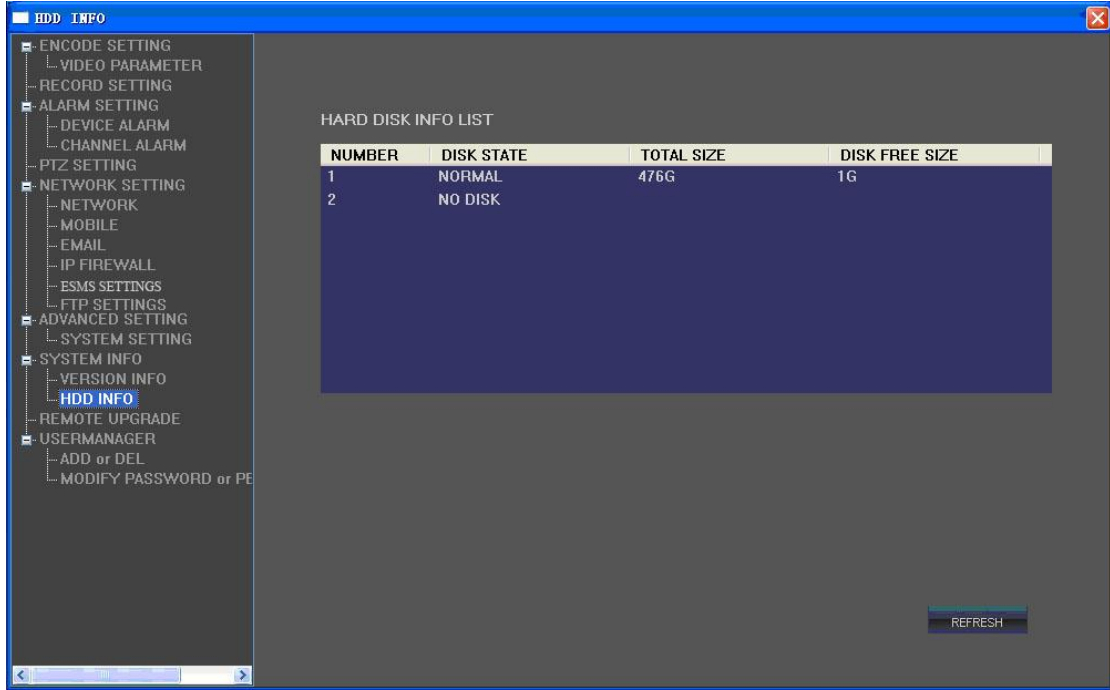 HDD INFO
ENCODE SETTING
VIDEO PARAMETER
RECORD SETTING
ALARM SETTING
DEVICE ALARM
CHANNEL ALARM
PTZ SETTING
NETWORK SETTING
NETWORK
MOBILE
EMAIL
IP FIREWALL
ESMS SETTINGS
FTP SETTINGS
ADVANCED SETTING
SYSTEM SETTING
SYSTEM INFO
VERSION INFO
HDD INFO
REMOTE UPGRADE
USERMANAGER
ADD or DEL
MODIFY PASSWORD or PE
HARD DISK INFO LIST
NUMBER DISK STATE TOTAL SIZE DISK FREE SIZE
1 NORMAL 476G 1G
2 NO DISK
REFRESH